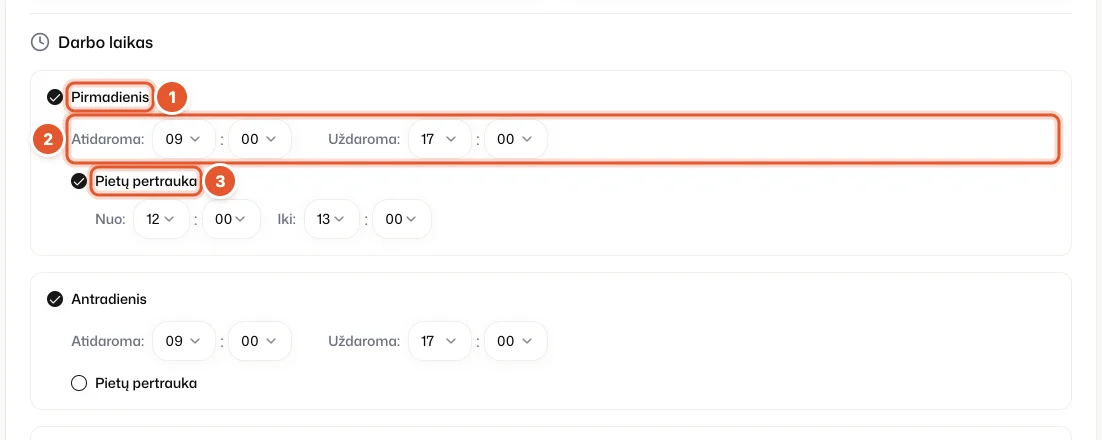 Darbo laikas
Pirmadienis 1
2 Atidaroma: 09 : 00 Uždaroma: 17 : 00
Pietų pertrauka 3
Nuo: 12 : 00 Iki: 13 : 00
Antradienis
Atidaroma: 09 : 00 Uždaroma: 17 : 00
Pietų pertrauka